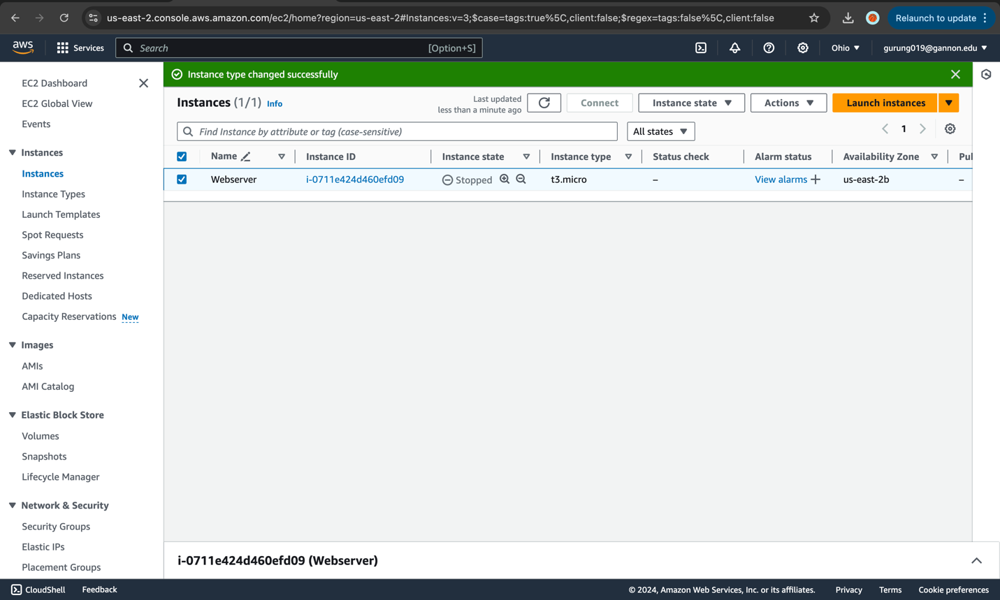 us-east-2.console.aws.amazon.com/ec2/home?region=us-east-2#Instances:v=3;$case=tags:true%5C,client:false;$regex=tags:false%5C,client:false
Relaunch to update
aws
Services
Search
[Option+S]
Ohio
gurung019@gannon.edu
EC2 Dashboard
EC2 Global View
Events
Instances
Instances
Instance Types
Launch Templates
Spot Requests
Savings Plans
Reserved Instances
Dedicated Hosts
Capacity Reservations New
Images
AMIs
AMI Catalog
Elastic Block Store
Volumes
Snapshots
Lifecycle Manager
Network & Security
Security Groups
Elastic IPs
Placement Groups
Instance type changed successfully
Instances (1/1) Info
Last updated
less than a minute ago
Connect
Instance state
Actions
Launch instances
Find Instance by attribute or tag (case-sensitive)
All states
1
Name Instance ID Instance state Instance type Status check Alarm status Availability Zone Pul
Webserver i-0711e424d460efd09 Stopped t3.micro – View alarms + us-east-2b –
i-0711e424d460efd09 (Webserver)
CloudShell
Feedback
© 2024, Amazon Web Services, Inc. or its affiliates.
Privacy
Terms
Cookie preferences